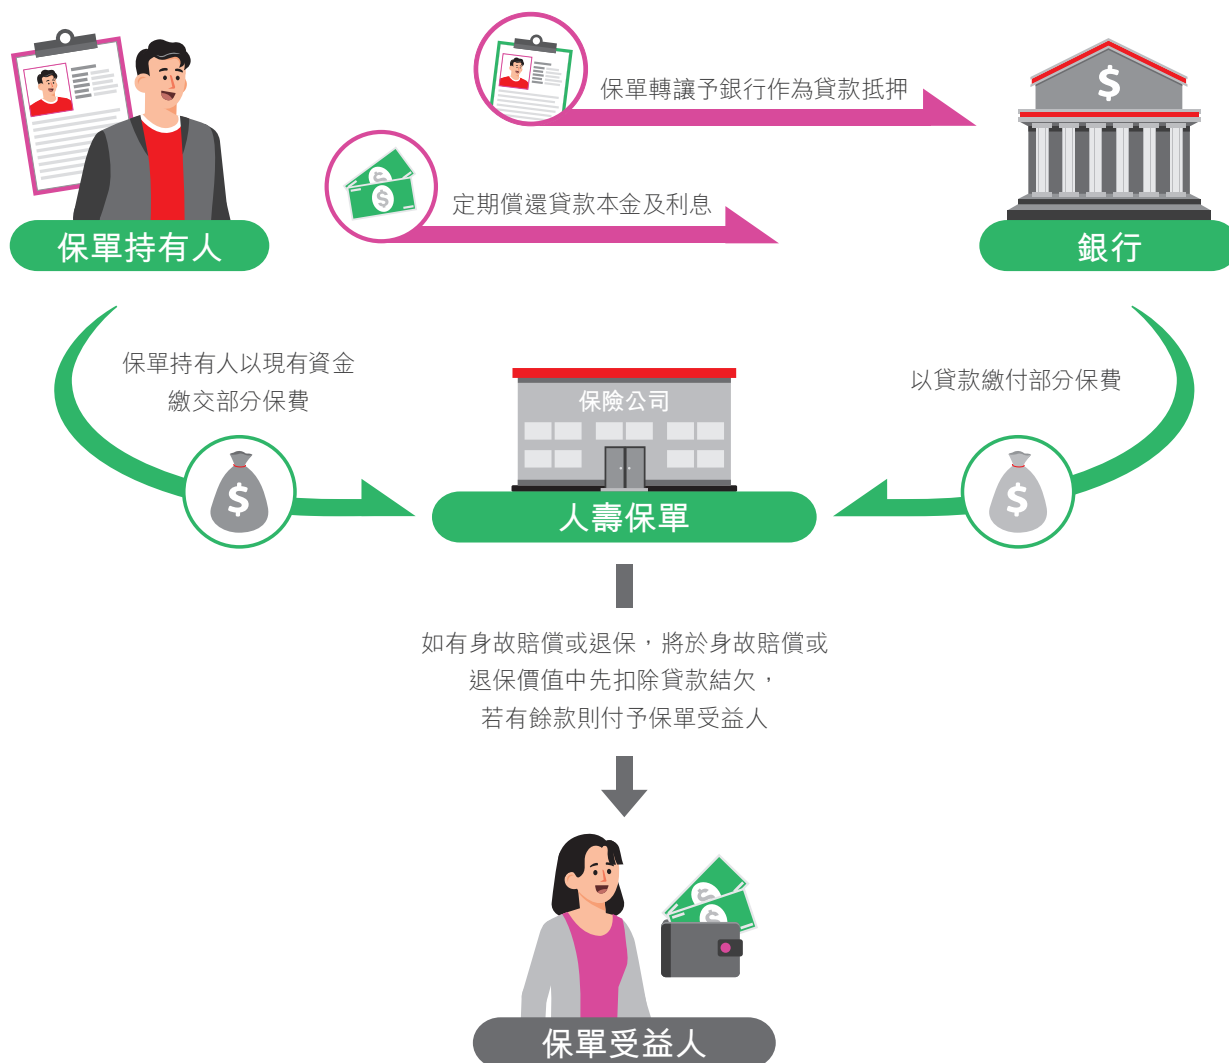 保單轉讓予銀行作為貸款抵押
定期償還貸款本金及利息
保單持有人
銀行
保單持有人以現有資金
繳交部分保費
以貸款繳付部分保費
保險公司
$
$
$
人壽保單
如有身故賠償或退保，將於身故賠償或
退保價值中先扣除貸款結欠，
若有餘款則付予保單受益人
保單受益人